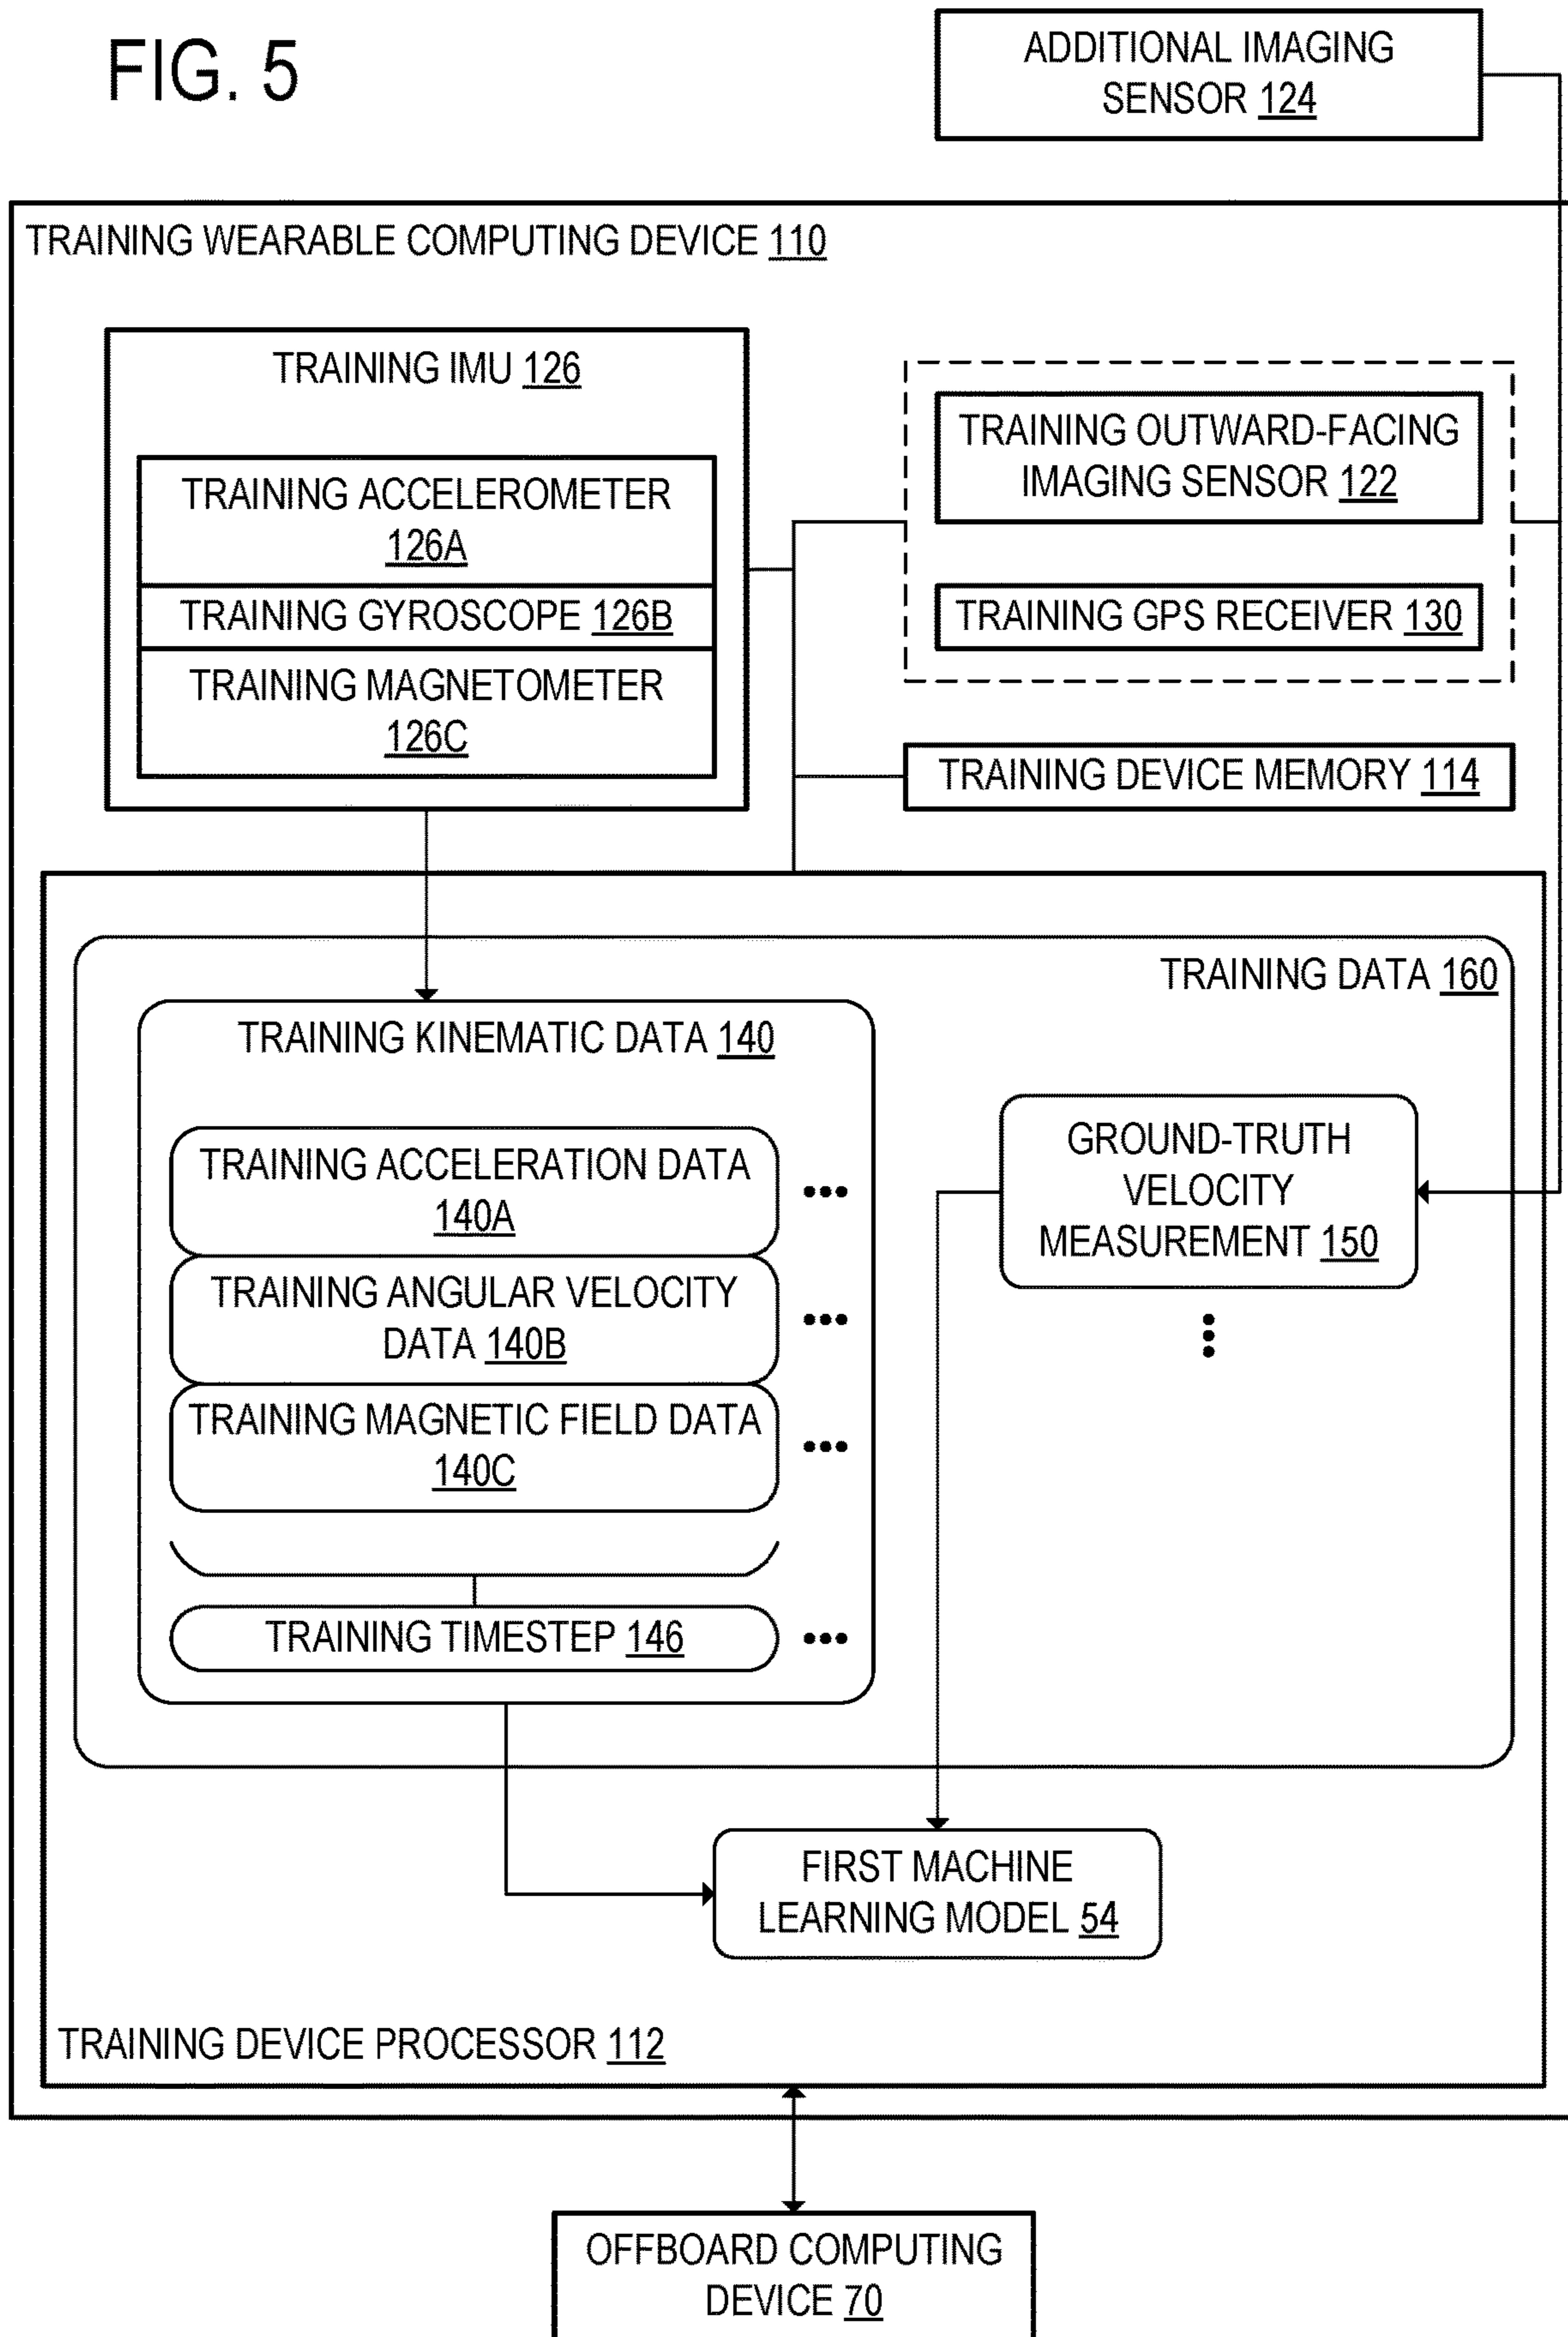 FIG. 5
ADDITIONAL IMAGING
SENSOR 124
TRAINING WEARABLE COMPUTING DEVICE 110
TRAINING IMU 126
TRAINING ACCELEROMETER
126A
TRAINING GYROSCOPE 126B
TRAINING MAGNETOMETER
126C
TRAINING OUTWARD-FACING
IMAGING SENSOR 122
TRAINING GPS RECEIVER 130
TRAINING DEVICE MEMORY 114
TRAINING DATA 160
TRAINING KINEMATIC DATA 140
TRAINING ACCELERATION DATA
140A
TRAINING ANGULAR VELOCITY
DATA 140B
TRAINING MAGNETIC FIELD DATA
140C
TRAINING TIMESTEP 146
GROUND-TRUTH
VELOCITY
MEASUREMENT 150
FIRST MACHINE
LEARNING MODEL 54
TRAINING DEVICE PROCESSOR 112
OFFBOARD COMPUTING
DEVICE 70